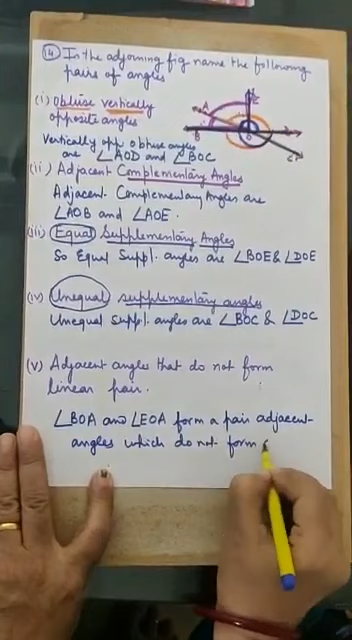 (14) In the adjoining fig name the following
pairs of angles
(i) Obtuse vertically
opposite angles
Vertically opp obtuse angles
are ∠AOD and ∠BOC
(ii) Adjacent Complementary Angles
Adjacent Complementary Angles are
∠AOB and ∠AOE.
(iii) Equal Supplementary Angles
So Equal Suppl. angles are ∠BOE & ∠DOE
(iv) Unequal supplementary angles
Unequal suppl. angles are ∠BOC & ∠DOC
(v) Adjacent angles that do not form
linear pair.
∠BOA and ∠EOA form a pair adjacent
angles which do not form
A
E
B
O
C